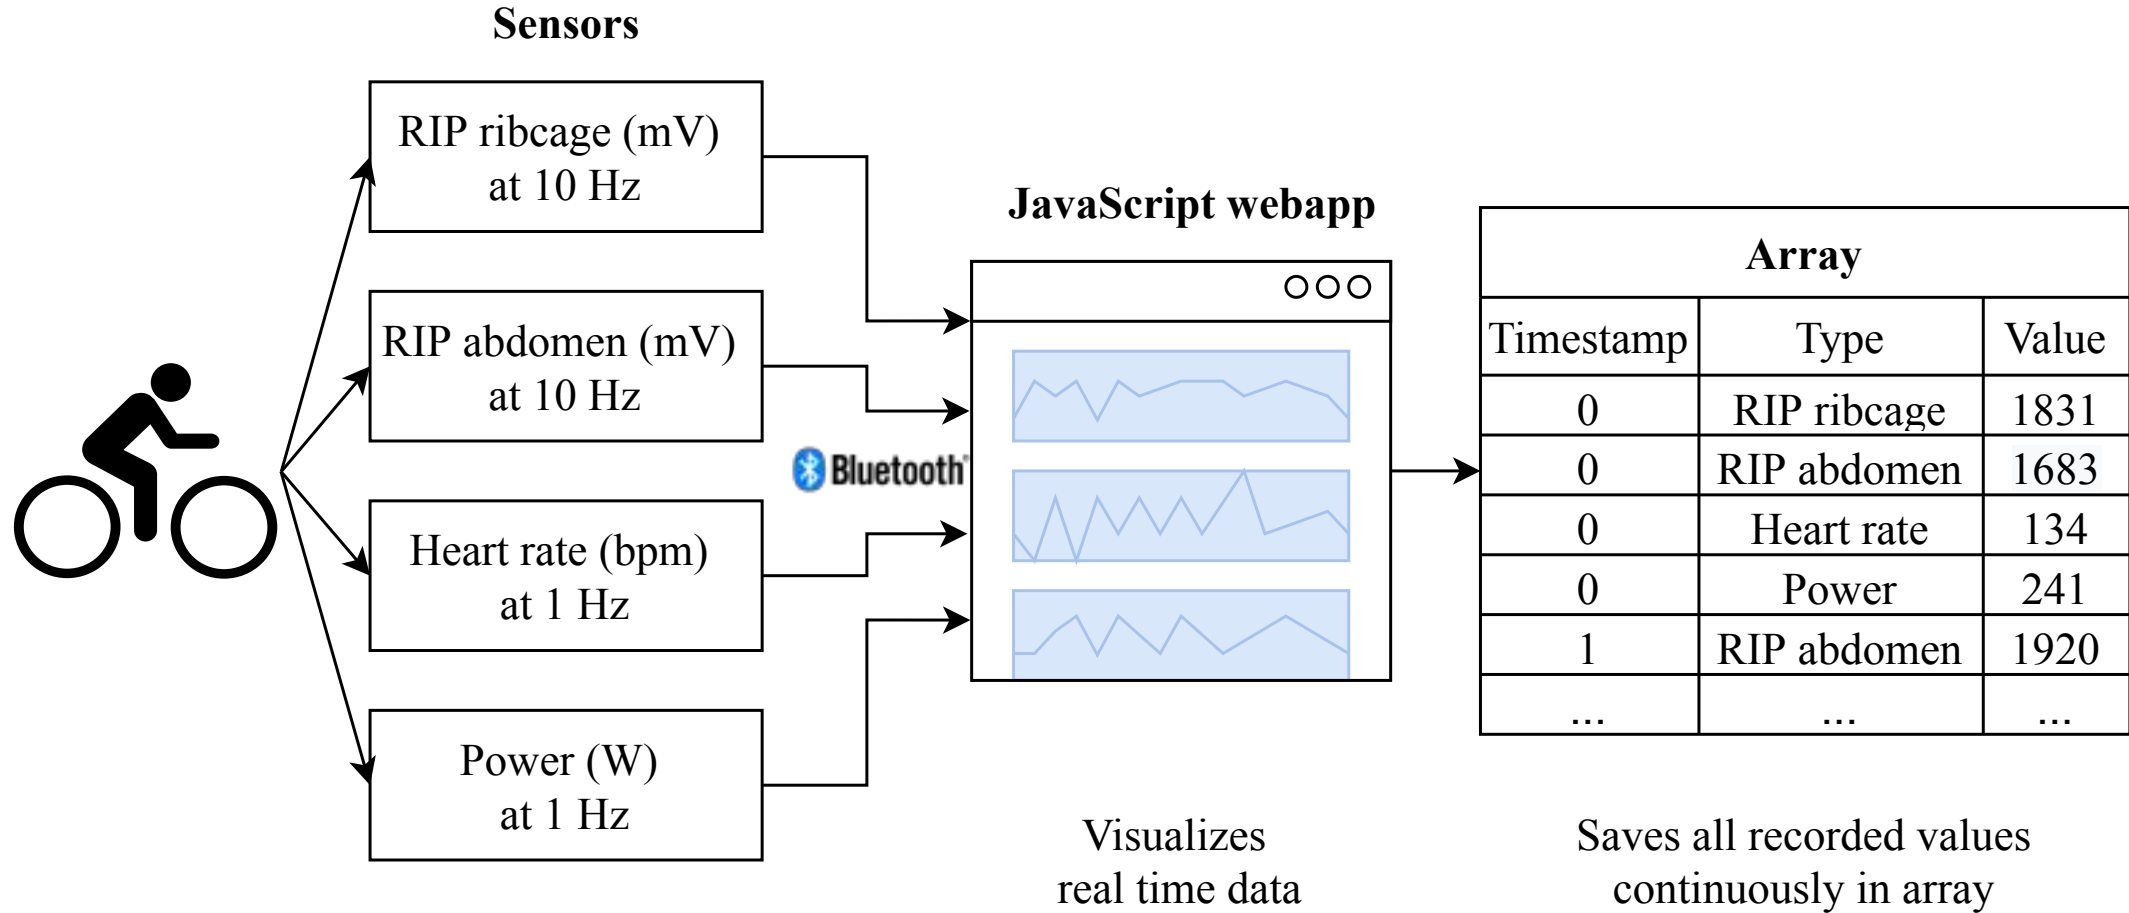 Sensors
RIP ribcage (mV)
at 10 Hz
RIP abdomen (mV)
at 10 Hz
Heart rate (bpm)
at 1 Hz
Power (W)
at 1 Hz
Bluetooth®
JavaScript webapp
Visualizes
real time data
Array
Timestamp Type Value
0 RIP ribcage 1831
0 RIP abdomen 1683
0 Heart rate 134
0 Power 241
1 RIP abdomen 1920
... ... ...
Saves all recorded values
continuously in array